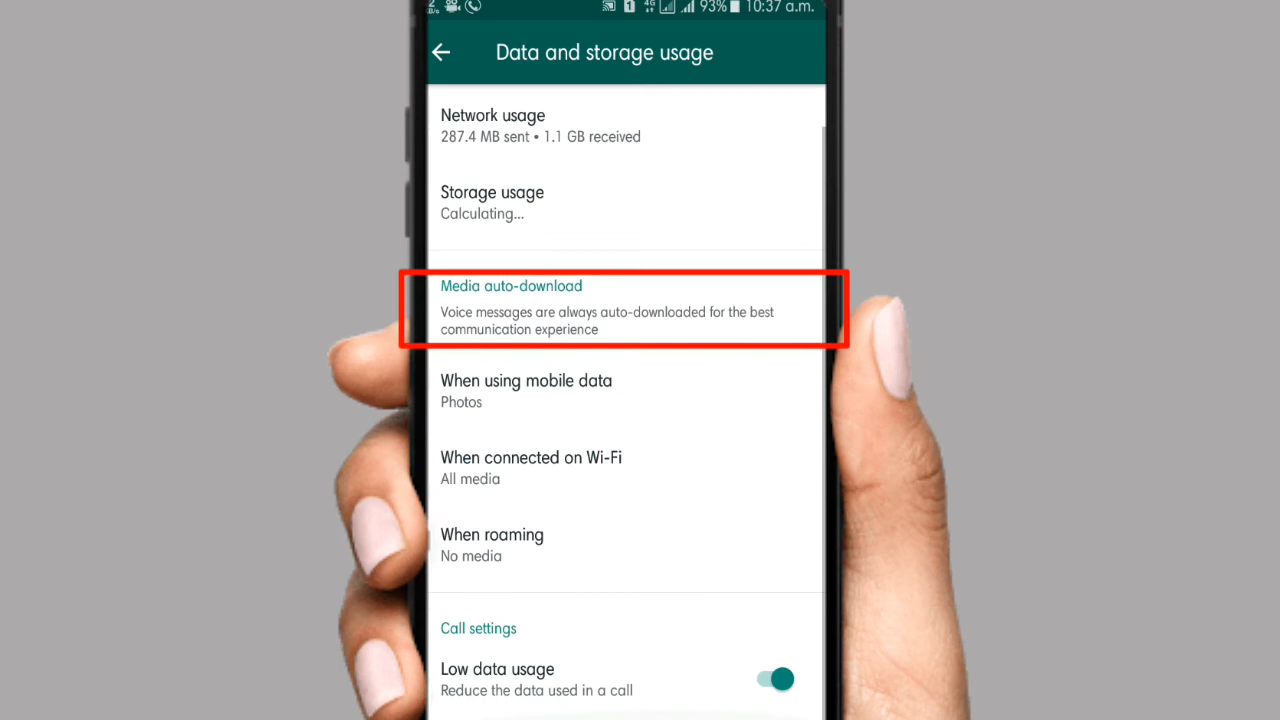 2 1 4G 93% 10:37 a.m.
Data and storage usage
Network usage
287.4 MB sent • 1.1 GB received
Storage usage
Calculating...
Media auto-download
Voice messages are always auto-downloaded for the best
communication experience
When using mobile data
Photos
When connected on Wi-Fi
All media
When roaming
No media
Call settings
Low data usage
Reduce the data used in a call